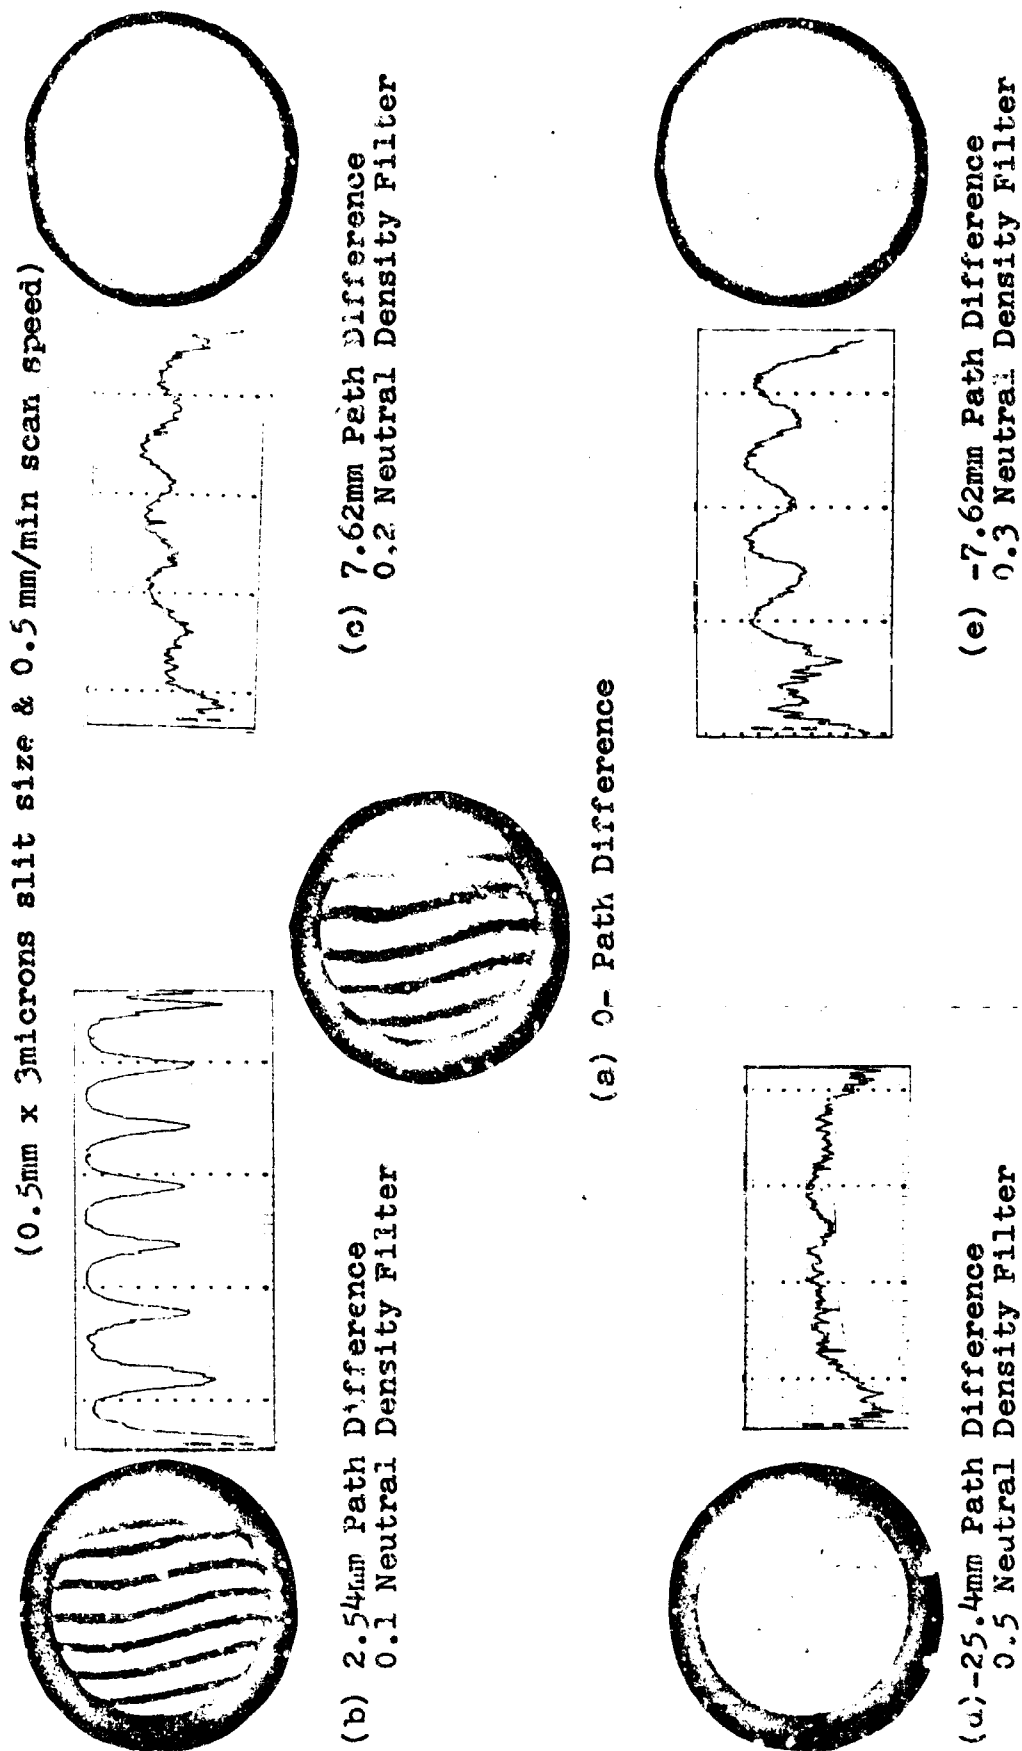 (0.5mm x 3microns slit size & 0.5mm/min scan speed)
(b) 2.54mm Path Difference
0.1 Neutral Density Filter
(c) 7.62mm Path Difference
0.2 Neutral Density Filter
(a) 0- Path Difference
(d)-25.4mm Path Difference
0.5 Neutral Density Filter
(e) -7.62mm Path Difference
0.3 Neutral Density Filter